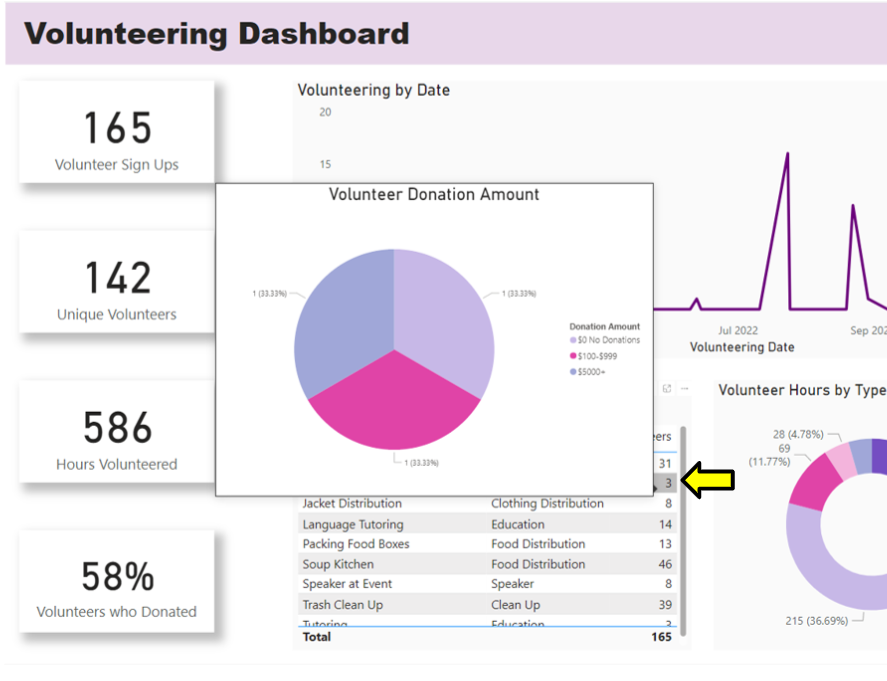 Volunteering Dashboard
165
Volunteer Sign Ups
142
Unique Volunteers
586
Hours Volunteered
58%
Volunteers who Donated
Volunteering by Date
20
15
Jul 2022
Sep 202
Volunteering Date
Volunteer Donation Amount
1 (33.33%)
1 (33.33%)
1 (33.33%)
Donation Amount
$0 No Donations
$100-$999
$5000+
eers
31
3
Jacket Distribution Clothing Distribution 8
Language Tutoring Education 14
Packing Food Boxes Food Distribution 13
Soup Kitchen Food Distribution 46
Speaker at Event Speaker 8
Trash Clean Up Clean Up 39
Tutoring Education 3
Total 165
Volunteer Hours by Type
28 (4.78%)
69
(11.77%)
215 (36.69%)